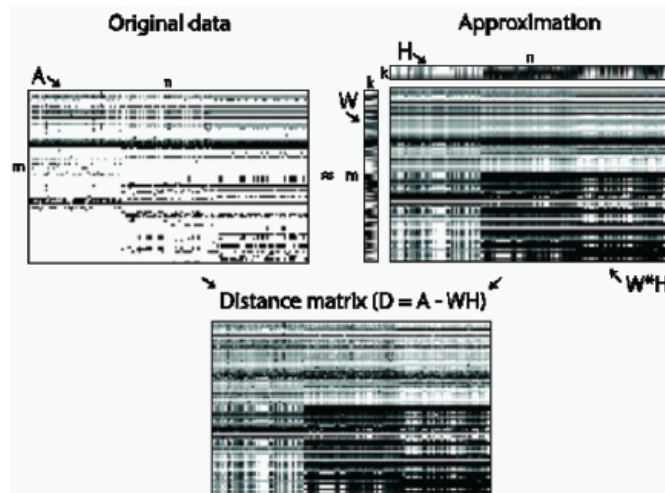 Original data
Approximation
A
n
H
n
k
k
W
m
≈
m
W*H
Distance matrix (D = A - WH)